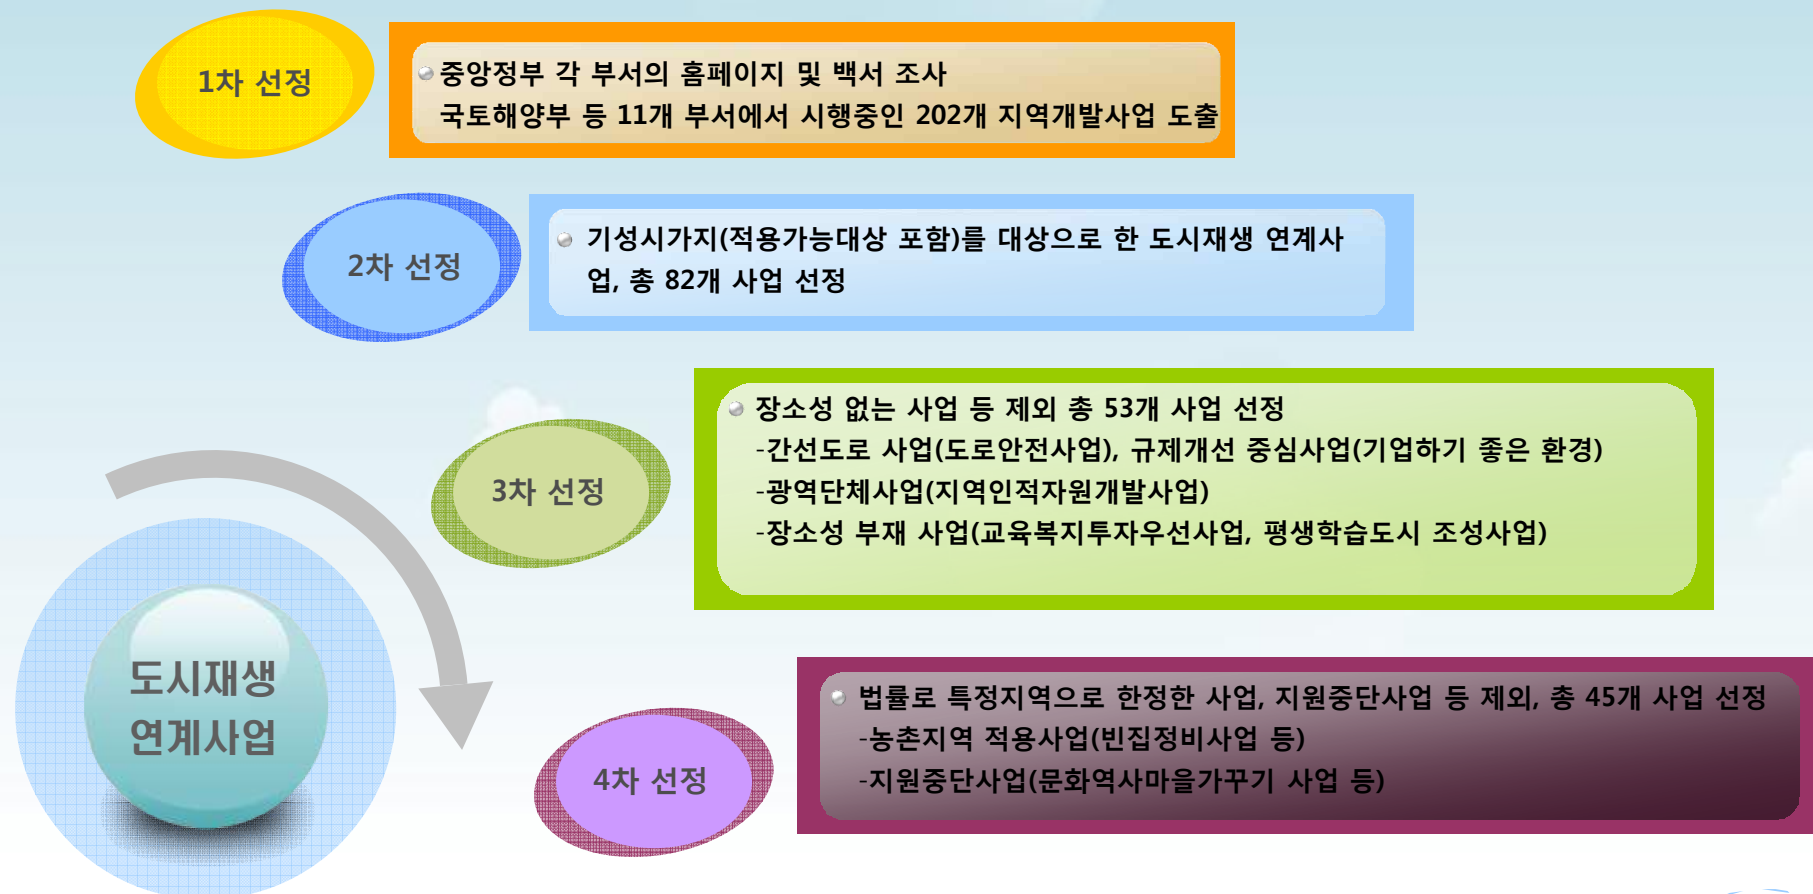 1차 선정
중앙정부 각 부서의 홈페이지 및 백서 조사
국토해양부 등 11개 부서에서 시행중인 202개 지역개발사업 도출
2차 선정
기성시가지(적용가능대상 포함)를 대상으로 한 도시재생 연계사
업, 총 82개 사업 선정
3차 선정
장소성 없는 사업 등 제외 총 53개 사업 선정
-간선도로 사업(도로안전사업), 규제개선 중심사업(기업하기 좋은 환경)
-광역단체사업(지역인적자원개발사업)
-장소성 부재 사업(교육복지투자우선사업, 평생학습도시 조성사업)
도시재생
연계사업
4차 선정
법률로 특정지역으로 한정한 사업, 지원중단사업 등 제외, 총 45개 사업 선정
-농촌지역 적용사업(빈집정비사업 등)
-지원중단사업(문화역사마을가꾸기 사업 등)